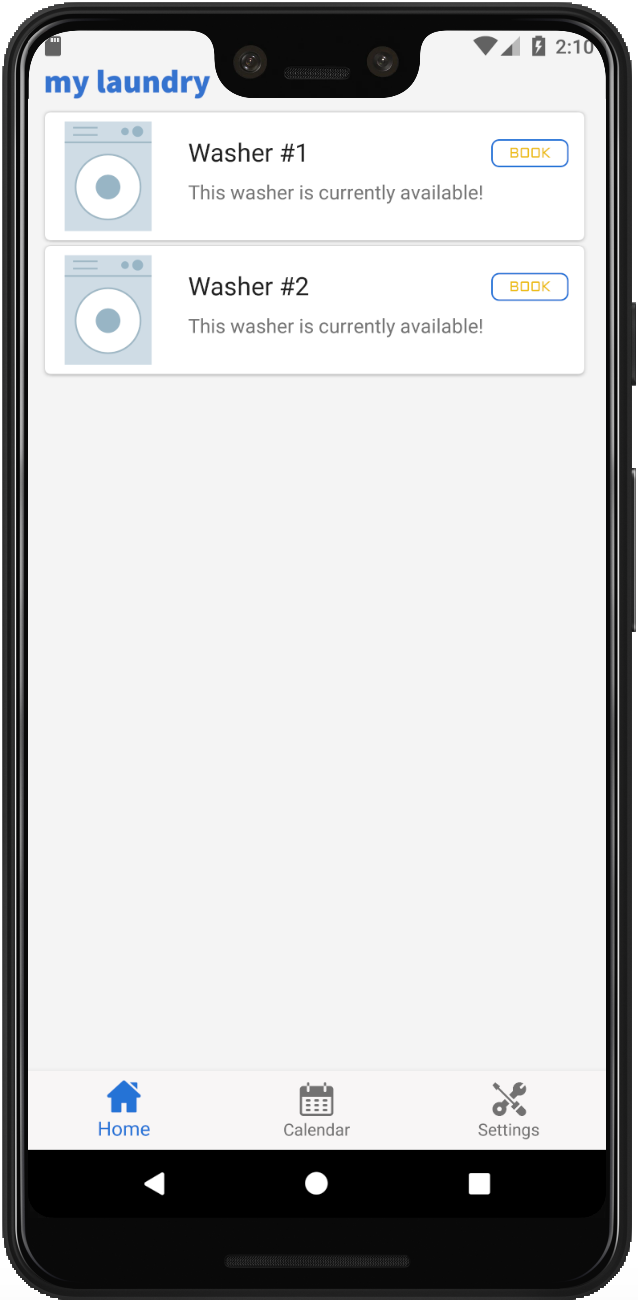 2:10
my laundry
Washer #1
BOOK
This washer is currently available!
Washer #2
BOOK
This washer is currently available!
Home
Calendar
Settings